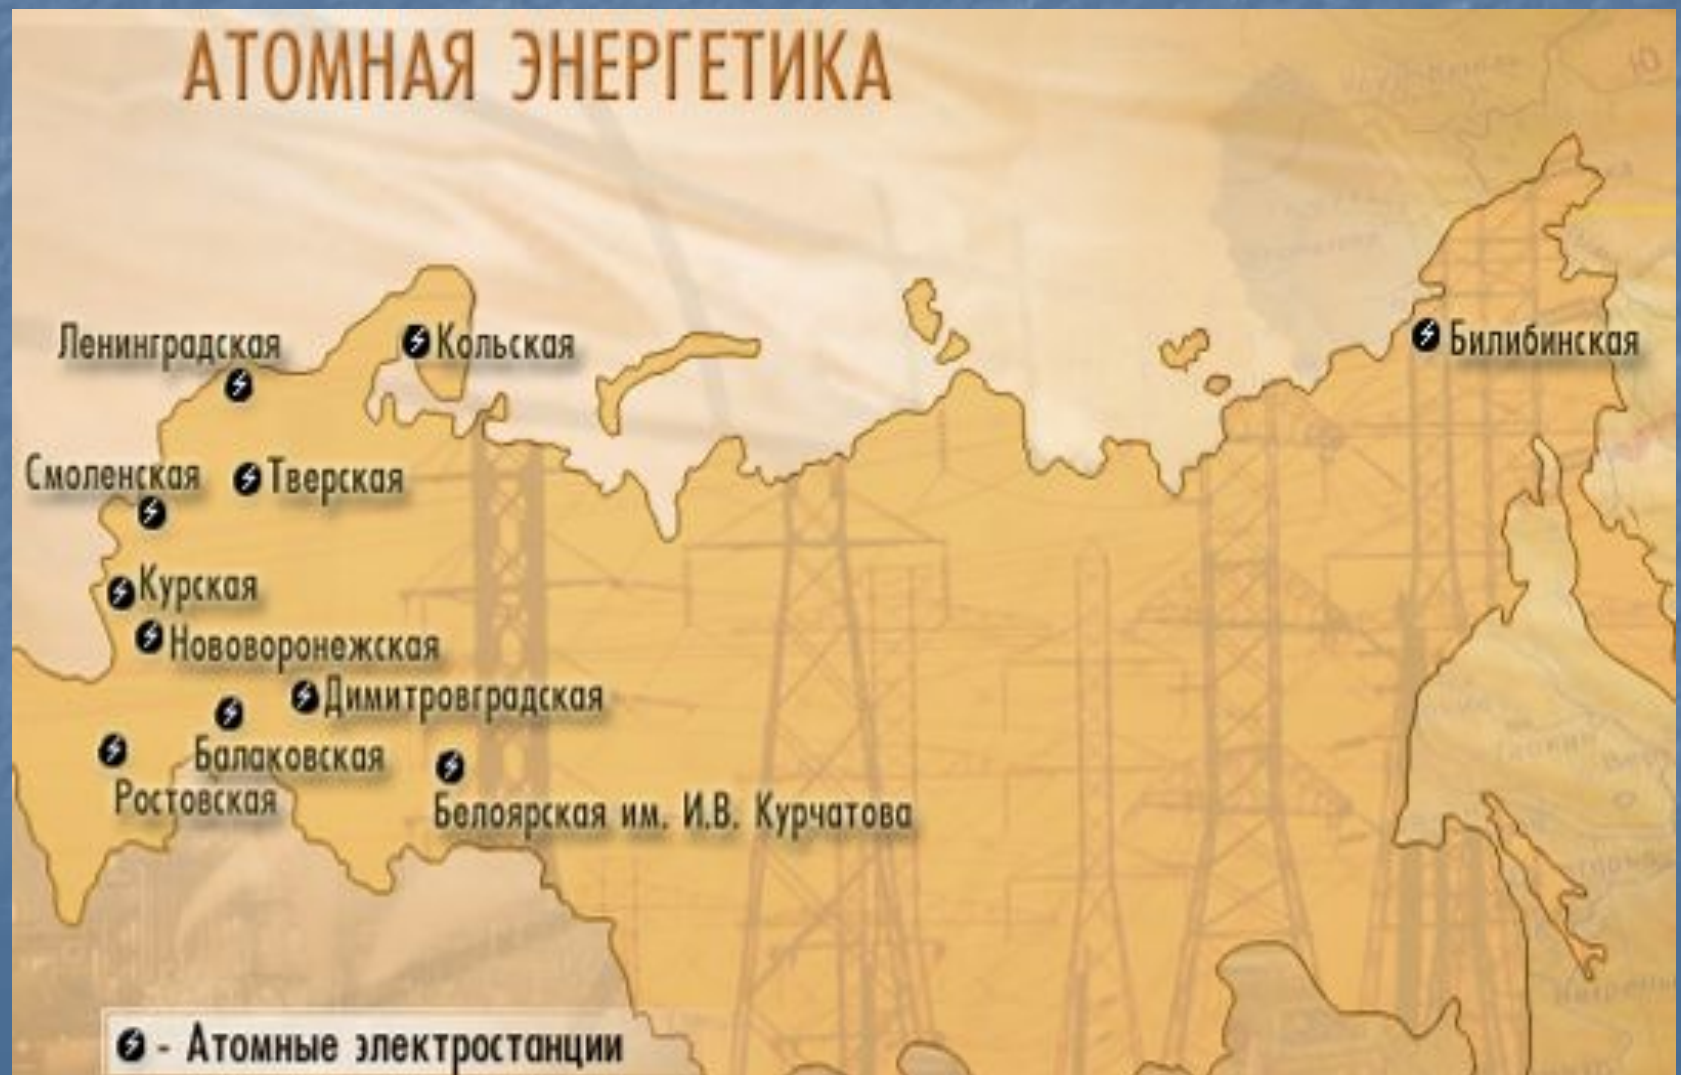 АТОМНАЯ ЭНЕРГЕТИКА
Ленинградская
Кольская
Билибинская
Смоленская
Тверская
Курская
Нововоронежская
Димитровградская
Балаковская
Ростовская
Белоярская им. И.В. Курчатова
- Атомные электростанции